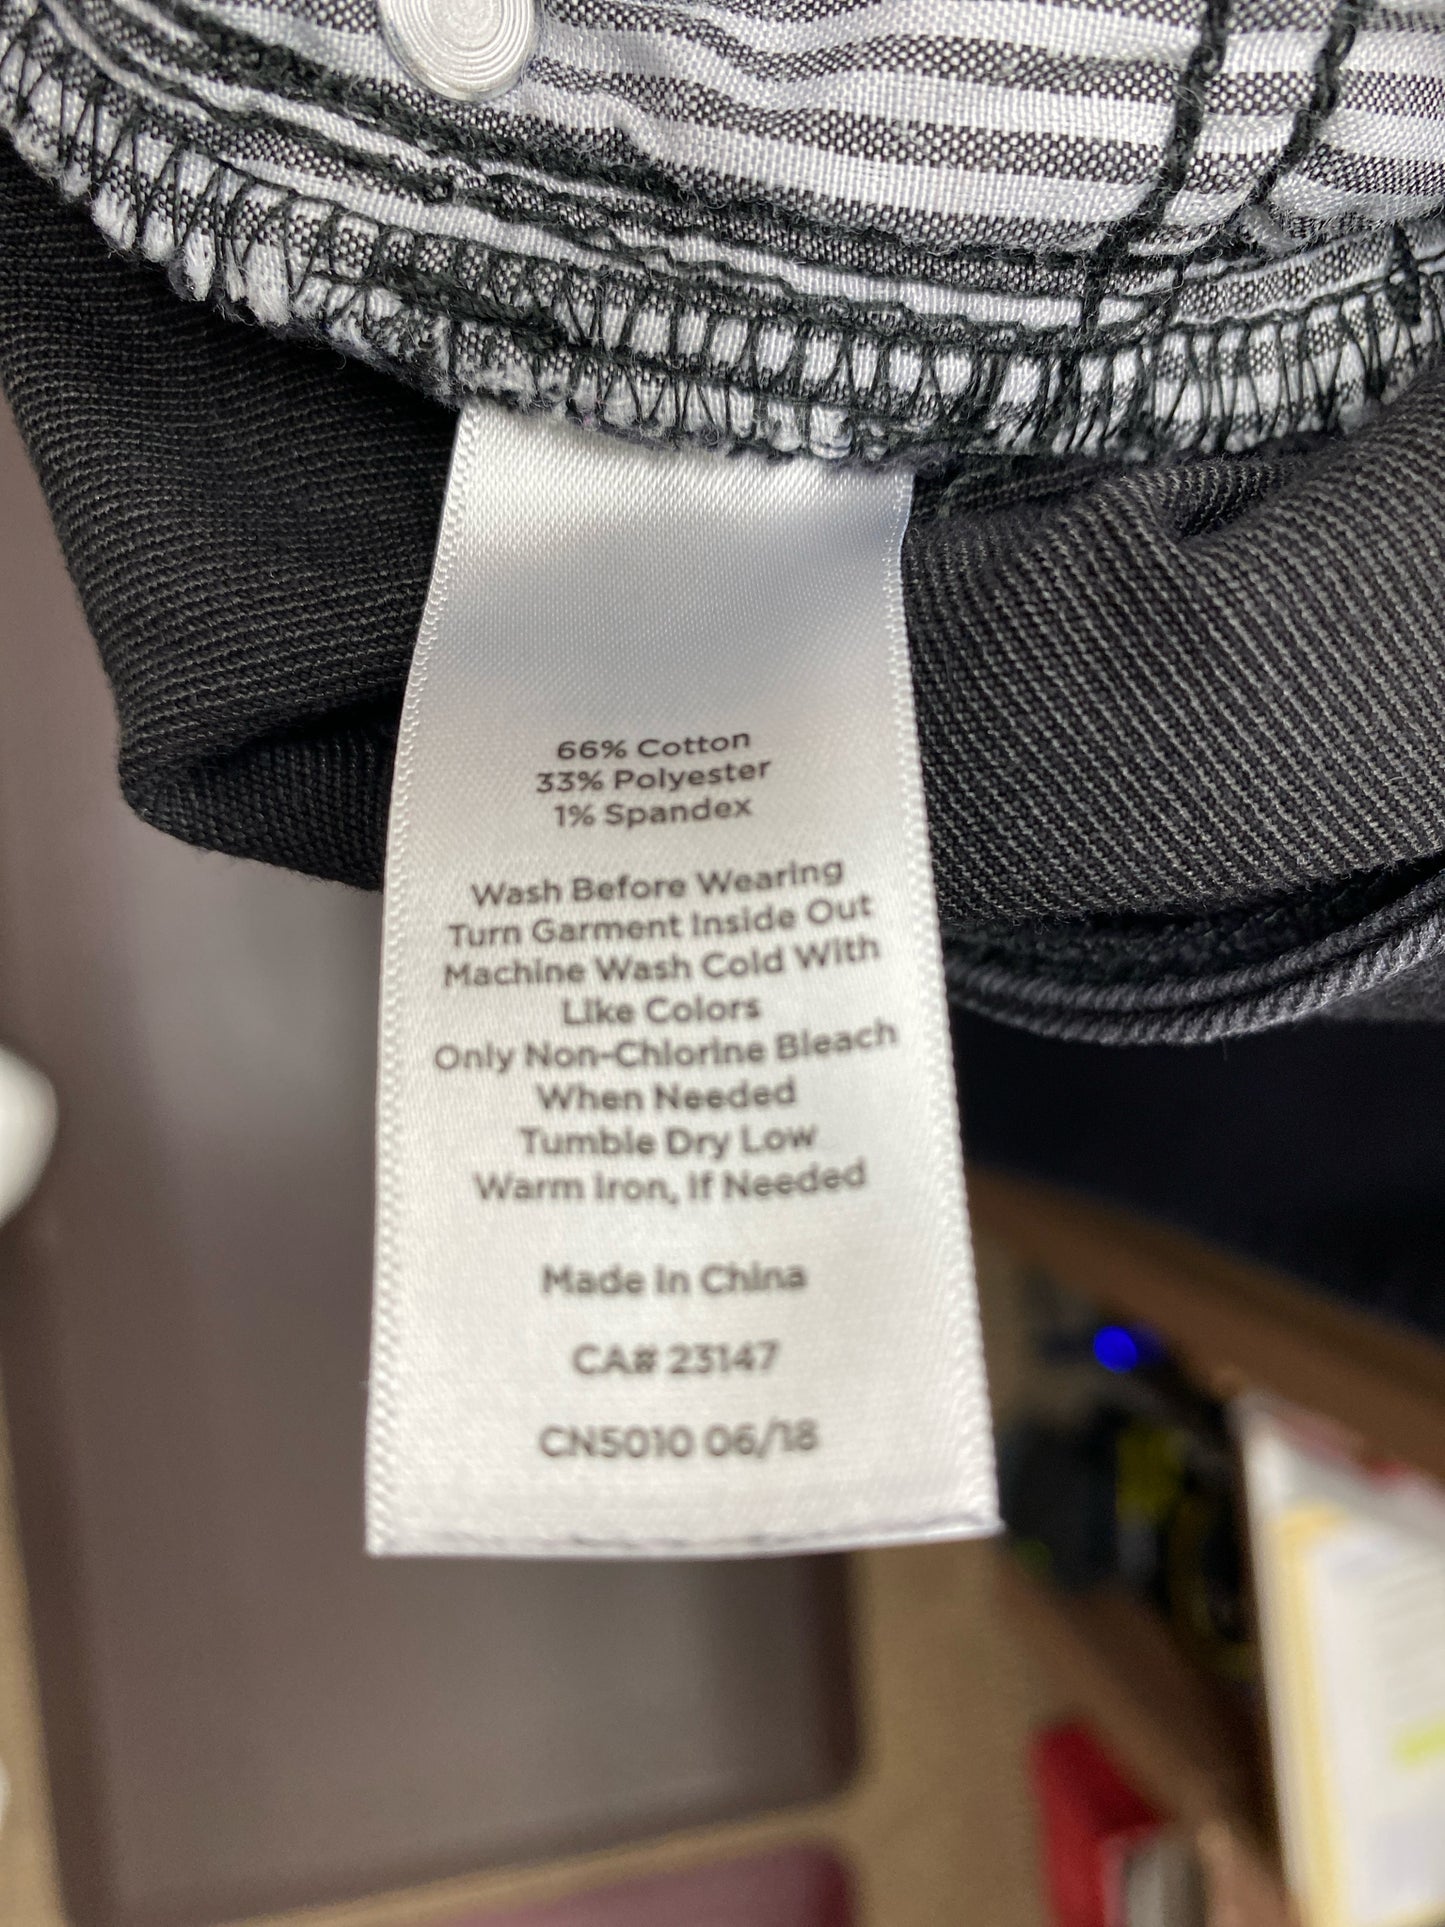 66% Cotton
33% Polyester
1% Spandex
Wash Before Wearing
Turn Garment Inside Out
Machine Wash Cold With
Like Colors
Only Non-Chlorine Bleach
When Needed
Tumble Dry Low
Warm Iron, If Needed
Made In China
CA# 23147
CN5010 06/18